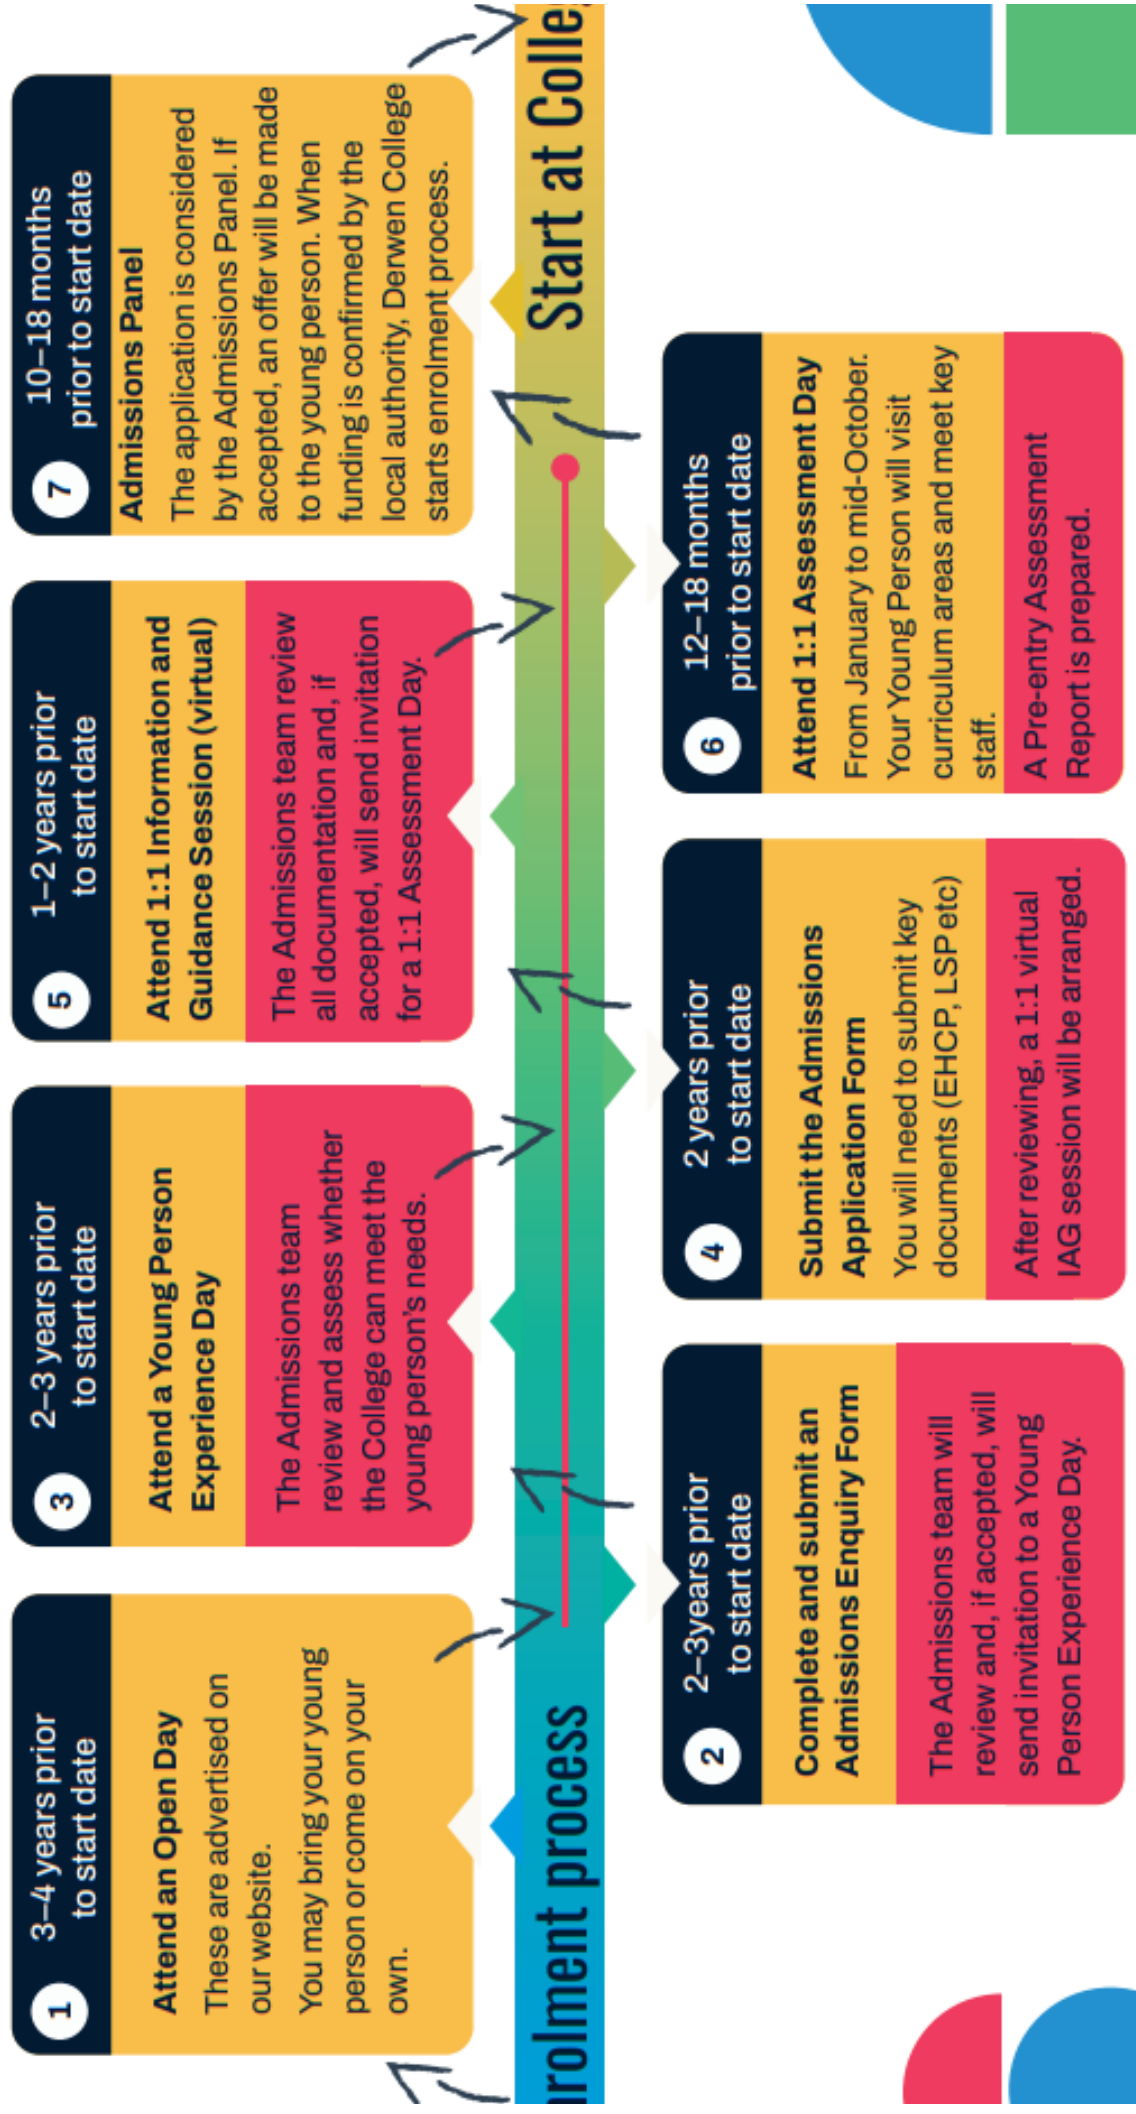 1
3–4 years prior
to start date
Attend an Open Day
These are advertised on
our website.
You may bring your young
person or come on your
own.
3
2–3 years prior
to start date
Attend a Young Person
Experience Day
The Admissions team
review and assess whether
the College can meet the
young person's needs.
5
1–2 years prior
to start date
Attend 1:1 Information and
Guidance Session (virtual)
The Admissions team review
all documentation and, if
accepted, will send invitation
for a 1:1 Assessment Day.
7
10–18 months
prior to start date
Admissions Panel
The application is considered
by the Admissions Panel. If
accepted, an offer will be made
to the young person. When
funding is confirmed by the
local authority, Derwen College
starts enrolment process.
nrolment process
Start at Colleg
2
2–3years prior
to start date
Complete and submit an
Admissions Enquiry Form
The Admissions team will
review and, if accepted, will
send invitation to a Young
Person Experience Day.
4
2 years prior
to start date
Submit the Admissions
Application Form
You will need to submit key
documents (EHCP, LSP etc)
After reviewing, a 1:1 virtual
IAG session will be arranged.
6
12–18 months
prior to start date
Attend 1:1 Assessment Day
From January to mid-October.
Your Young Person will visit
curriculum areas and meet key
staff.
A Pre-entry Assessment
Report is prepared.